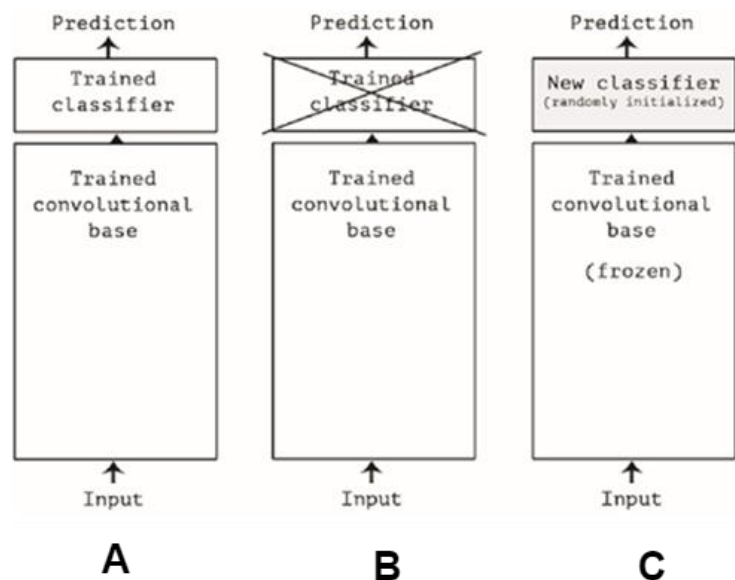 Prediction
Trained
classifier
Trained
convolutional
base
Input
A
Prediction
Trained
classifier
Trained
convolutional
base
Input
B
Prediction
New classifier
(randomly initialized)
Trained
convolutional
base
(frozen)
Input
C